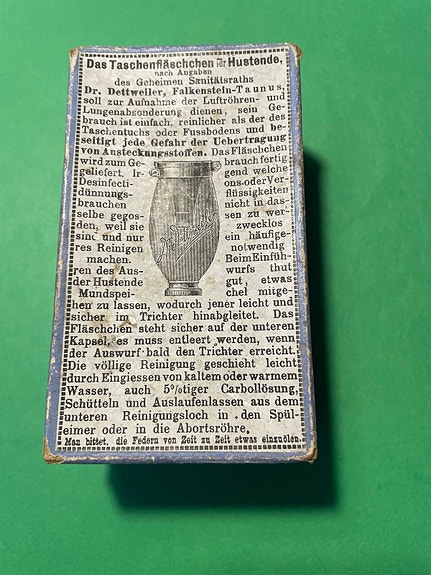 Das Taschenfläschchen für Hustende,
nach Angaben
des Geheimen Sanitätsraths
Dr. Dettweiler, Falkenstein-Taunus,
soll zur Aufnahme der Luftröhren- und
Lungenabsonderung dienen, sein Ge-
brauch ist einfach, reinlicher als der des
Taschentuchs oder Fussbodens und be-
seitigt jede Gefahr der Uebertragung
von Ansteckungsstoffen. Das Fläschchen
wird zum Ge- brauch fertig
geliefert. Ir- gend welche
Desinfecti- ons- oder Ver-
dünnungs- flüssigkeiten
brauchen nicht in das-
selbe gegos- sen zu wer-
den, weil sie zwecklos
sind und nur ein häufige-
res Reinigen notwendig
machen. Beim Einfüh-
ren des Aus- wurfs thut
der Hustende gut, etwas
Mundspei- chel mitge-
hen zu lassen, wodurch jener leicht und
sicher im Trichter hinabgleitet. Das
Fläschchen steht sicher auf der unteren
Kapsel, es muss entleert werden, wenn
der Auswurf bald den Trichter erreicht.
Die völlige Reinigung geschieht leicht
durch Eingiessen von kaltem oder warmem
Wasser, auch 5%tiger Carbollösung,
Schütteln und Auslaufenlassen aus dem
unteren Reinigungsloch in den Spül-
eimer oder in die Abortsröhre.
Man bittet, die Federn von Zeit zu Zeit etwas einzuölen.